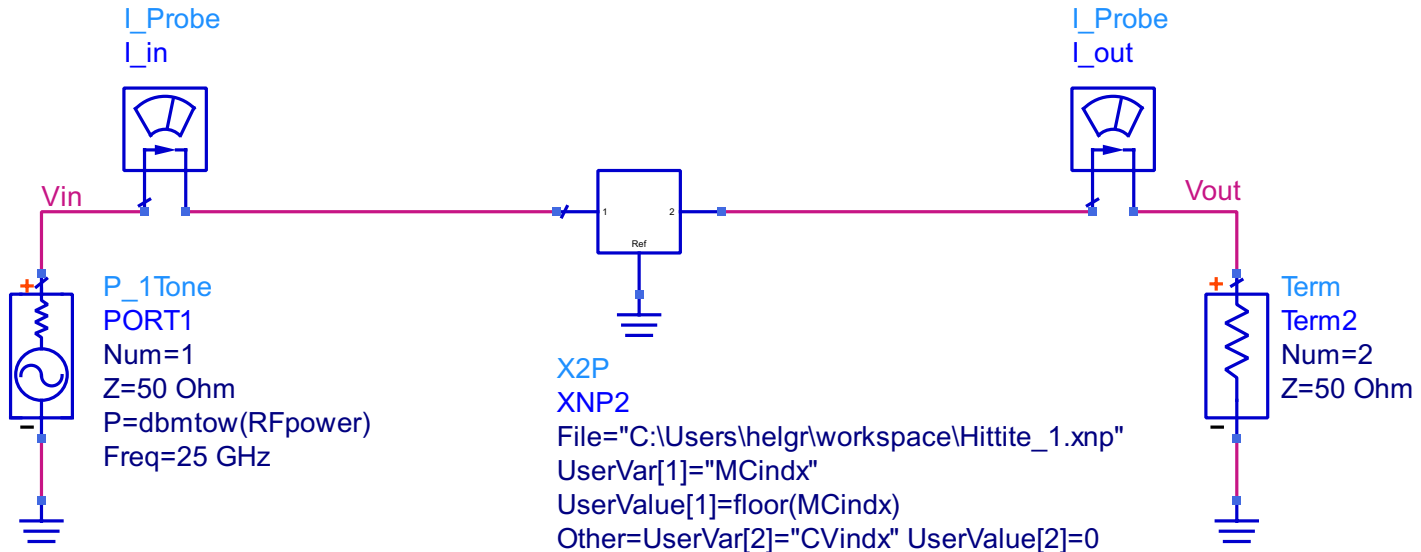 I_Probe
I_in
I_Probe
I_out
Vin
Vout
1
2
Ref
+
P_1Tone
PORT1
Num=1
Z=50 Ohm
P=dbmtow(RFpower)
Freq=25 GHz
-
X2P
XNP2
File="C:\Users\helgr\workspace\Hittite_1.xnp"
UserVar[1]="MCindx"
UserValue[1]=floor(MCindx)
Other=UserVar[2]="CVindx" UserValue[2]=0
+
Term
Term2
Num=2
Z=50 Ohm
-